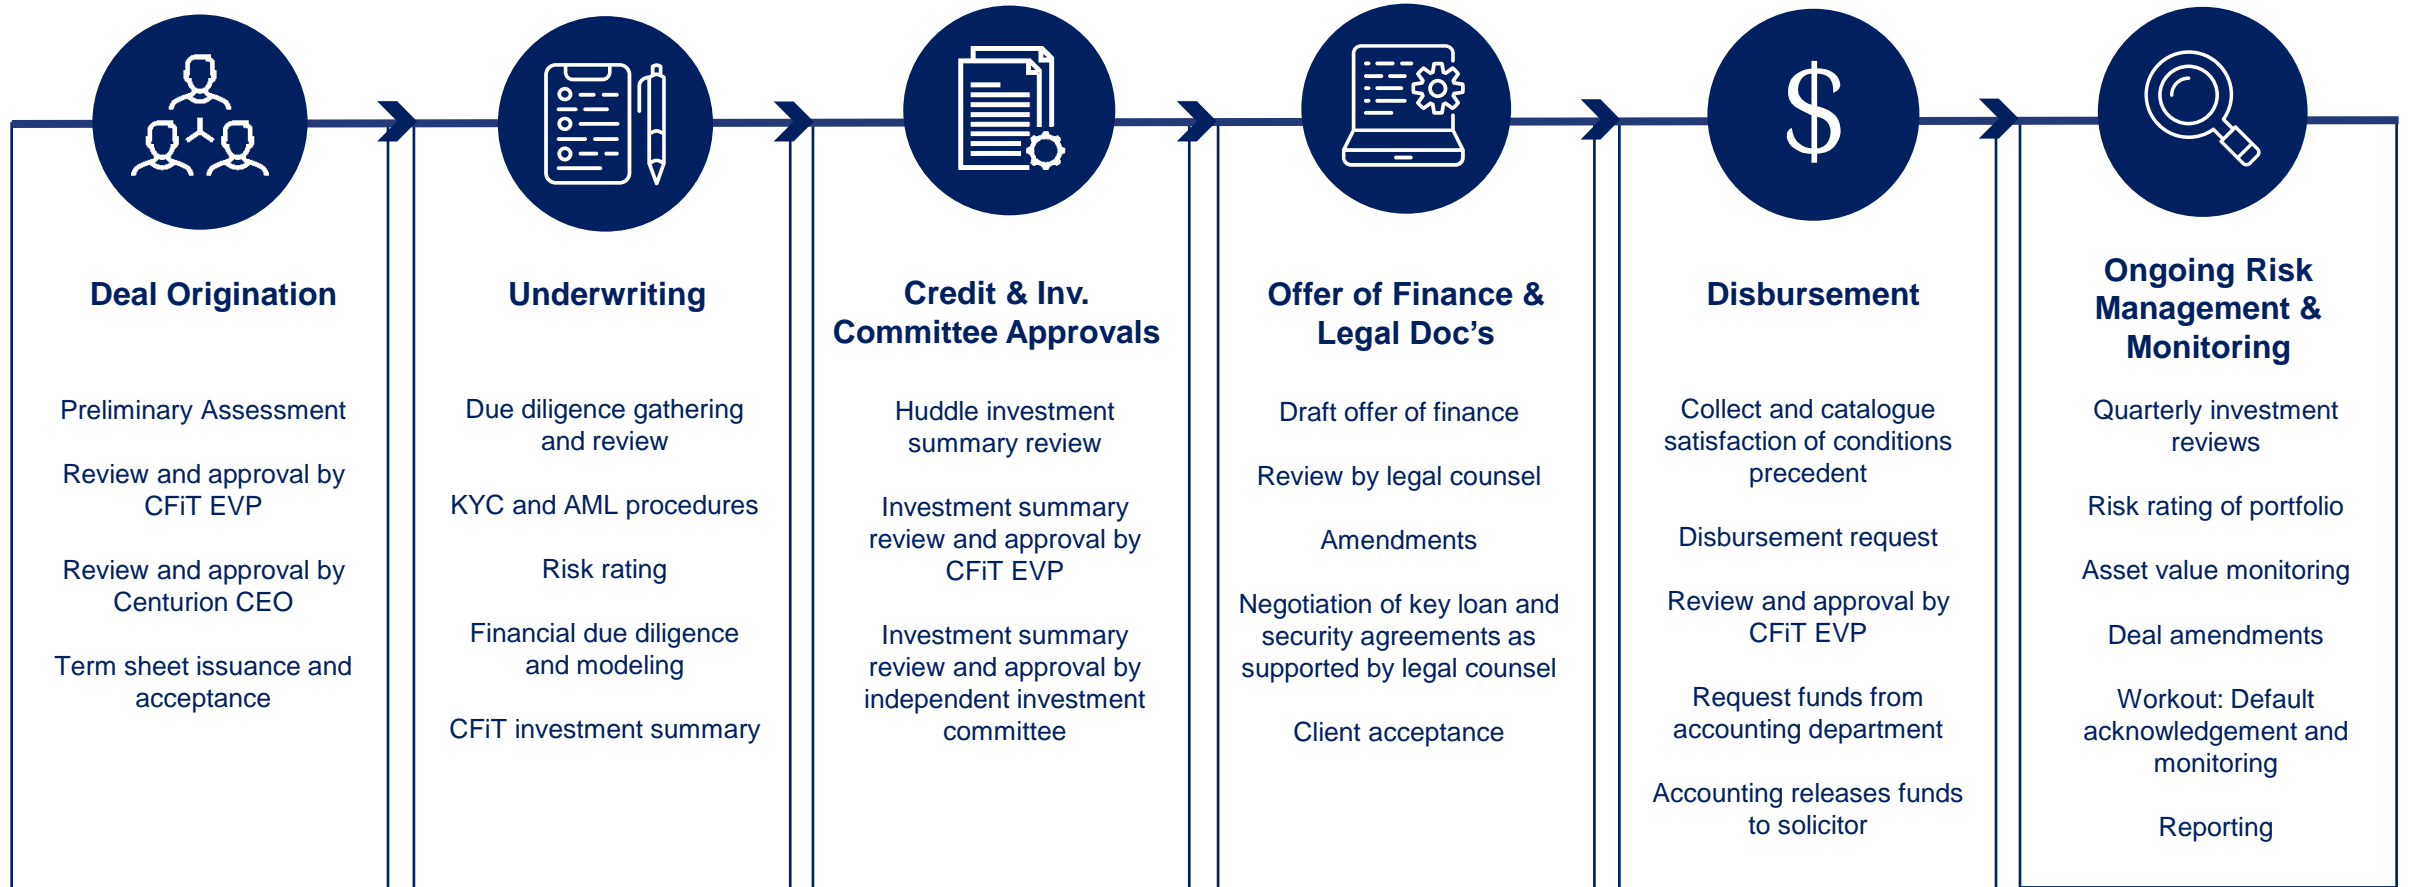 Deal Origination
Preliminary Assessment
Review and approval by
CFiT EVP
Review and approval by
Centurion CEO
Term sheet issuance and
acceptance
Underwriting
Due diligence gathering
and review
KYC and AML procedures
Risk rating
Financial due diligence
and modeling
CFiT investment summary
Credit & Inv.
Committee Approvals
Huddle investment
summary review
Investment summary
review and approval by
CFiT EVP
Investment summary
review and approval by
independent investment
committee
Offer of Finance &
Legal Doc’s
Draft offer of finance
Review by legal counsel
Amendments
Negotiation of key loan and
security agreements as
supported by legal counsel
Client acceptance
$
Disbursement
Collect and catalogue
satisfaction of conditions
precedent
Disbursement request
Review and approval by
CFiT EVP
Request funds from
accounting department
Accounting releases funds
to solicitor
Ongoing Risk
Management &
Monitoring
Quarterly investment
reviews
Risk rating of portfolio
Asset value monitoring
Deal amendments
Workout: Default
acknowledgement and
monitoring
Reporting